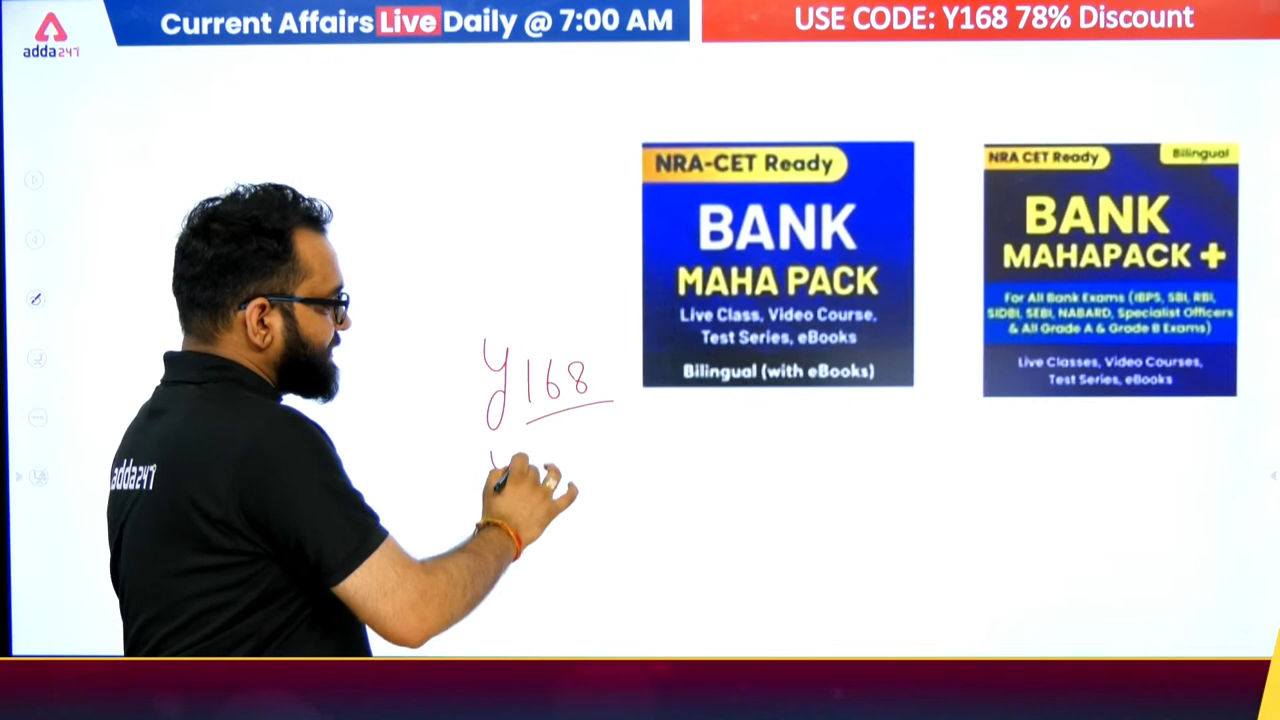 adda247
Current Affairs Live Daily @ 7:00 AM
USE CODE: Y168 78% Discount
NRA-CET Ready
BANK
MAHA PACK
Live Class, Video Course,
Test Series, eBooks
Bilingual (with eBooks)
NRA CET Ready
Bilingual
BANK
MAHAPACK +
For All Bank Exams (IBPS, SBI, RBI,
SIDBI, SEBI, NABARD, Specialist Officers
& All Grade A & Grade B Exams)
Live Classes, Video Courses,
Test Series, eBooks
Y168
adda247